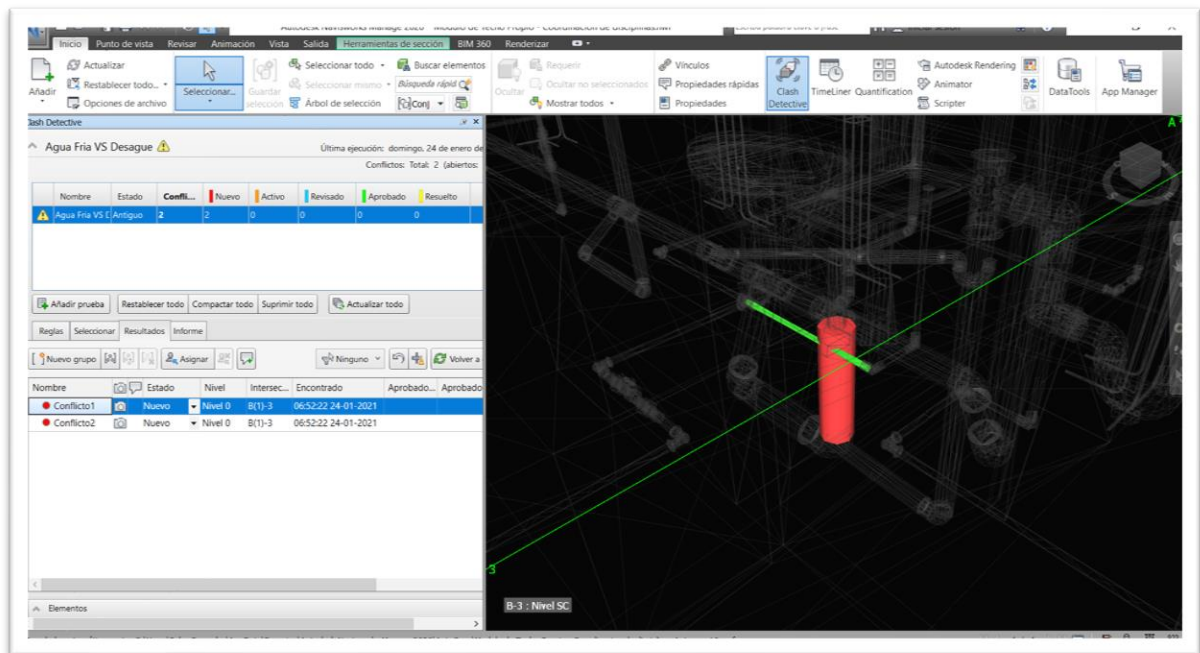 Autodesk Navisworks Manage 2020
Inicio Punto de vista Revisar Animación Vista Salida Herramientas de sección BIM 360 Renderizar
Añadir
Actualizar
Restablecer todo...
Opciones de archivo
Seleccionar...
Guardar selección
Seleccionar todo
Seleccionar mismo
Árbol de selección
Buscar elementos
Búsqueda rápid
Conj
Ocultar
Requerir
Ocultar no seleccionados
Mostrar todos
Vínculos
Propiedades rápidas
Propiedades
Clash Detective
TimeLiner
Quantification
Autodesk Rendering
Animator
Scripter
DataTools
App Manager
Clash Detective
Agua Fria VS Desague
Última ejecución: domingo, 24 de enero de
Conflictos: Total: 2 (abiertos:
Nombre Estado Confli... Nuevo Activo Revisado Aprobado Resuelto
Agua Fria VS D Antiguo 2 2 0 0 0 0
Añadir prueba Restablecer todo Compactar todo Suprimir todo Actualizar todo
Reglas Seleccionar Resultados Informe
Nuevo grupo Asignar Ninguno Volver a
Nombre Estado Nivel Intersec... Encontrado Aprobado... Aprobado
Conflicto1 Nuevo Nivel 0 B(1)-3 06:52:22 24-01-2021
Conflicto2 Nuevo Nivel 0 B(1)-3 06:52:22 24-01-2021
Elementos
A
3
B-3 : Nivel SC